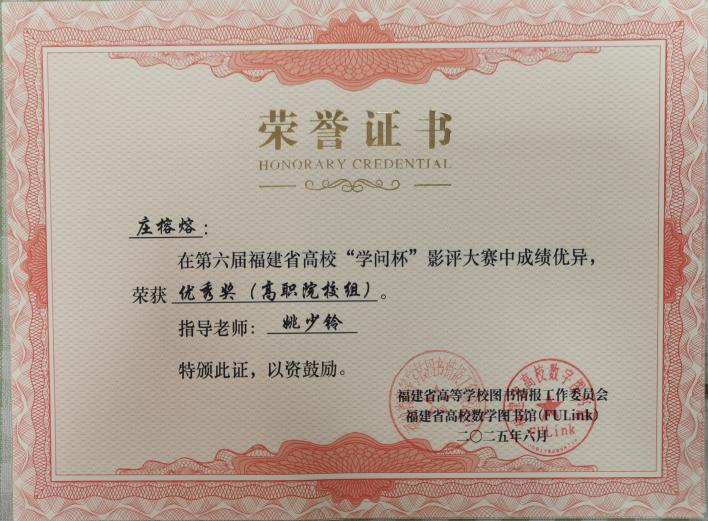 荣誉证书
HONORARY CREDENTIAL
庄榕熔：
在第六届福建省高校“学问杯”影评大赛中成绩优异，
荣获 优秀奖（高职院校组）。
指导老师： 姚少铃
特颁此证，以资鼓励。
福建省高等学校图书情报工作委员会
福建省高校数字图书馆(FULink)
二〇二五年六月
FULink